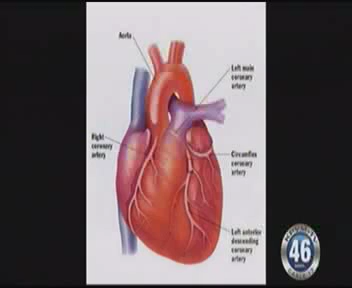 Aorta
Left main
coronary
artery
Right
coronary
artery
Circumflex
coronary
artery
Left anterior
descending
coronary
artery
46